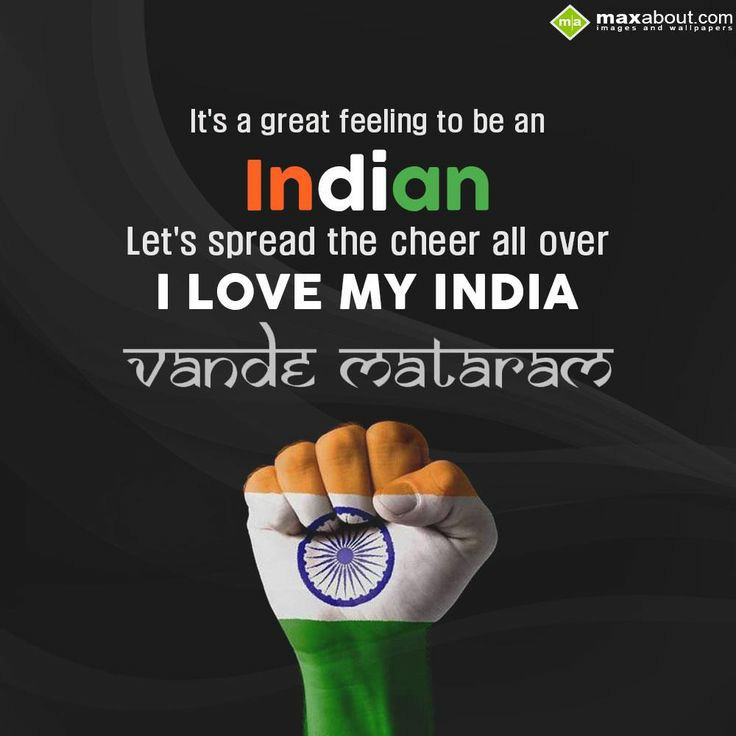 m|a maxabout.com
images and wallpapers
It's a great feeling to be an
Indian
Let's spread the cheer all over
I LOVE MY INDIA
vande mataram